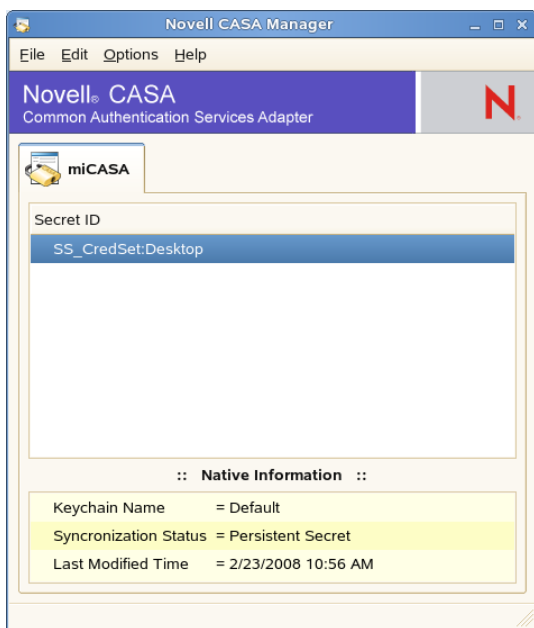 Novell CASA Manager
File Edit Options Help
Novell® CASA
Common Authentication Services Adapter
N
miCASA
Secret ID
SS_CredSet:Desktop
:: Native Information ::
Keychain Name = Default
Syncronization Status = Persistent Secret
Last Modified Time = 2/23/2008 10:56 AM